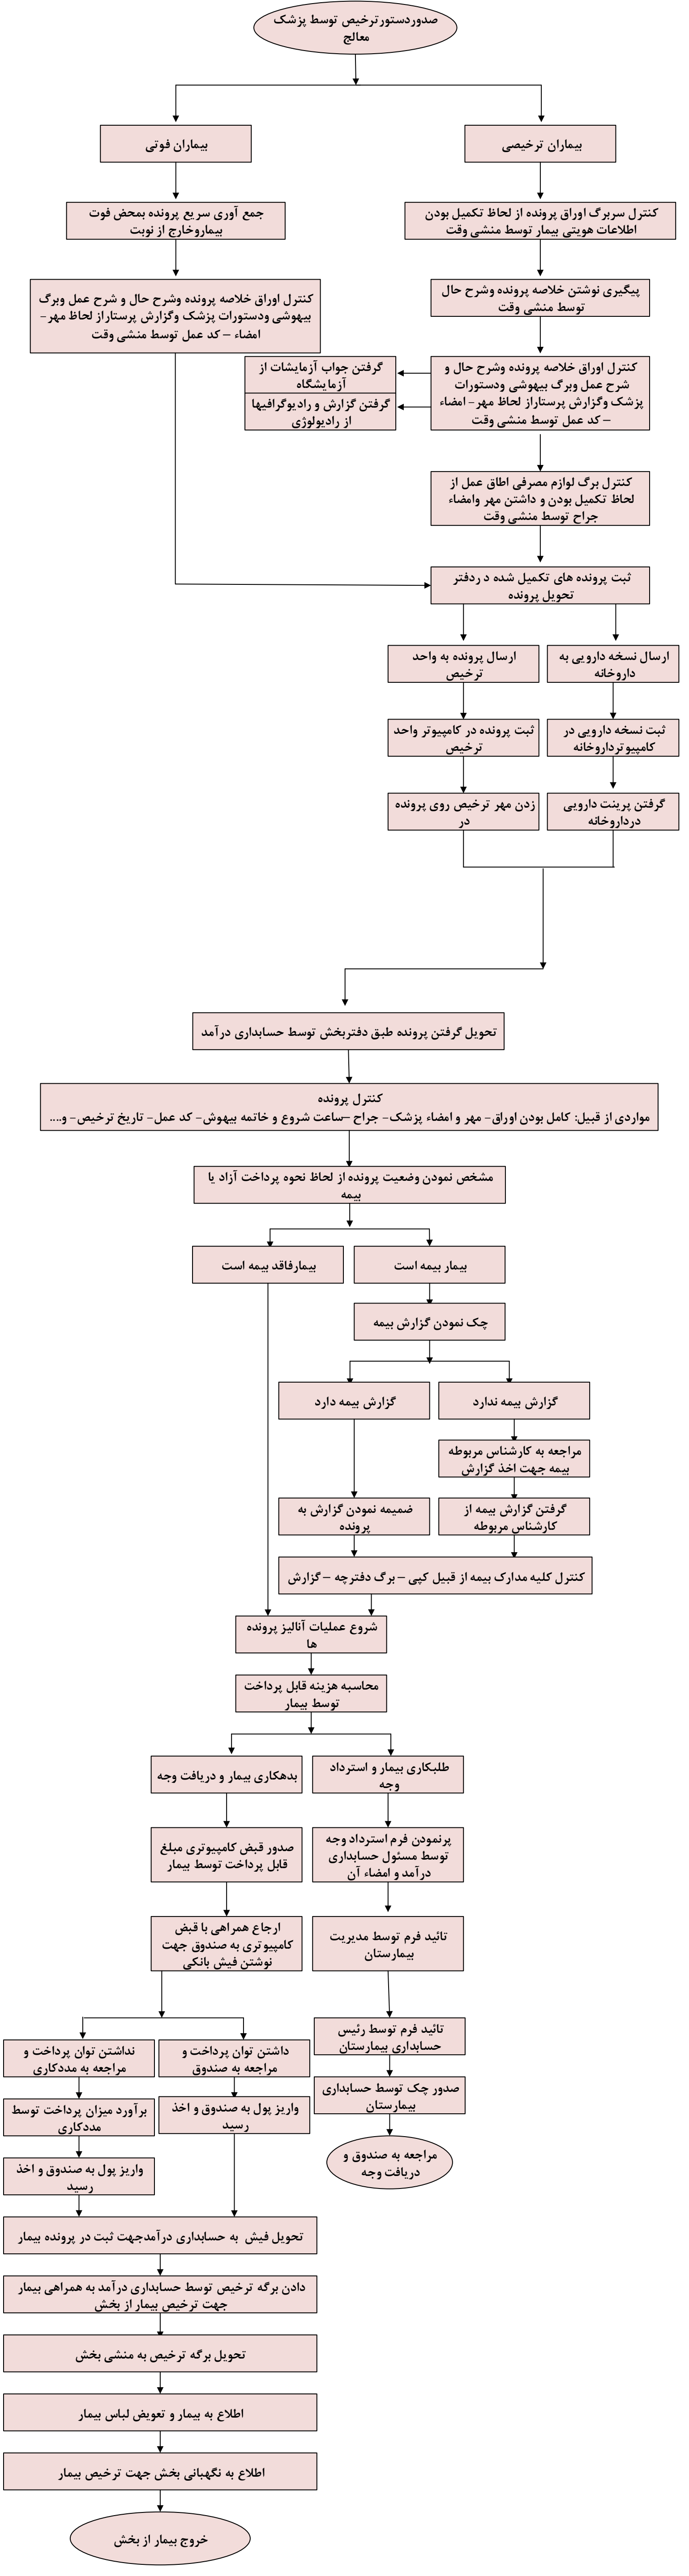 صدوردستورترخیص توسط پزشک
معالج
بیماران ترخیصی
بیماران فوتی
کنترل سربرگ اوراق پرونده از لحاظ تکمیل بودن
اطلاعات هویتی بیمار توسط منشی وقت
جمع آوری سریع پرونده بمحض فوت
بیماروخارج از نوبت
پیگیری نوشتن خلاصه پرونده وشرح حال
توسط منشی وقت
کنترل اوراق خلاصه پرونده وشرح حال و شرح عمل وبرگ
بیهوشی ودستورات پزشک وگزارش پرستاراز لحاظ مهر–
امضاء – کد عمل توسط منشی وقت
کنترل اوراق خلاصه پرونده وشرح حال و
شرح عمل وبرگ بیهوشی ودستورات
پزشک وگزارش پرستاراز لحاظ مهر– امضاء
– کد عمل توسط منشی وقت
گرفتن جواب آزمایشات از
آزمایشگاه
گرفتن گزارش و رادیوگرافیها
از رادیولوژی
کنترل برگ لوازم مصرفی اطاق عمل از
لحاظ تکمیل بودن و داشتن مهر وامضاء
جراح توسط منشی وقت
ثبت پرونده های تکمیل شده د ردفتر
تحویل پرونده
ارسال نسخه دارویی به
داروخانه
ارسال پرونده به واحد
ترخیص
ثبت نسخه دارویی در
کامپیوترداروخانه
ثبت پرونده در کامپیوتر واحد
ترخیص
گرفتن پرینت دارویی
درداروخانه
زدن مهر ترخیص روی پرونده
در
تحویل گرفتن پرونده طبق دفتربخش توسط حسابداری درآمد
کنترل پرونده
مواردی از قبیل: کامل بودن اوراق– مهر و امضاء پزشک– جراح –ساعت شروع و خاتمه بیهوش– کد عمل– تاریخ ترخیص– و....
مشخص نمودن وضعیت پرونده از لحاظ نحوه پرداخت آزاد یا
بیمه
بیمار بیمه است
بیمارفاقد بیمه است
چک نمودن گزارش بیمه
گزارش بیمه ندارد
گزارش بیمه دارد
مراجعه به کارشناس مربوطه
بیمه جهت اخذ گزارش
گرفتن گزارش بیمه از
کارشناس مربوطه
ضمیمه نمودن گزارش به
پرونده
کنترل کلیه مدارک بیمه از قبیل کپی – برگ دفترچه – گزارش
شروع عملیات آنالیز پرونده
ها
محاسبه هزینه قابل پرداخت
توسط بیمار
طلبکاری بیمار و استرداد
وجه
بدهکاری بیمار و دریافت وجه
پرنمودن فرم استرداد وجه
توسط مسئول حسابداری
درآمد و امضاء آن
صدور قبض کامپیوتری مبلغ
قابل پرداخت توسط بیمار
تائید فرم توسط مدیریت
بیمارستان
ارجاع همراهی با قبض
کامپیوتری به صندوق جهت
نوشتن فیش بانکی
تائید فرم توسط رئیس
حسابداری بیمارستان
داشتن توان پرداخت و
مراجعه به صندوق
نداشتن توان پرداخت و
مراجعه به مددکاری
صدور چک توسط حسابداری
بیمارستان
واریز پول به صندوق و اخذ
رسید
برآورد میزان پرداخت توسط
مددکاری
مراجعه به صندوق و
دریافت وجه
واریز پول به صندوق و اخذ
رسید
تحویل فیش به حسابداری درآمدجهت ثبت در پرونده بیمار
دادن برگه ترخیص توسط حسابداری درآمد به همراهی بیمار
جهت ترخیص بیمار از بخش
تحویل برگه ترخیص به منشی بخش
اطلاع به بیمار و تعویض لباس بیمار
اطلاع به نگهبانی بخش جهت ترخیص بیمار
خروج بیمار از بخش